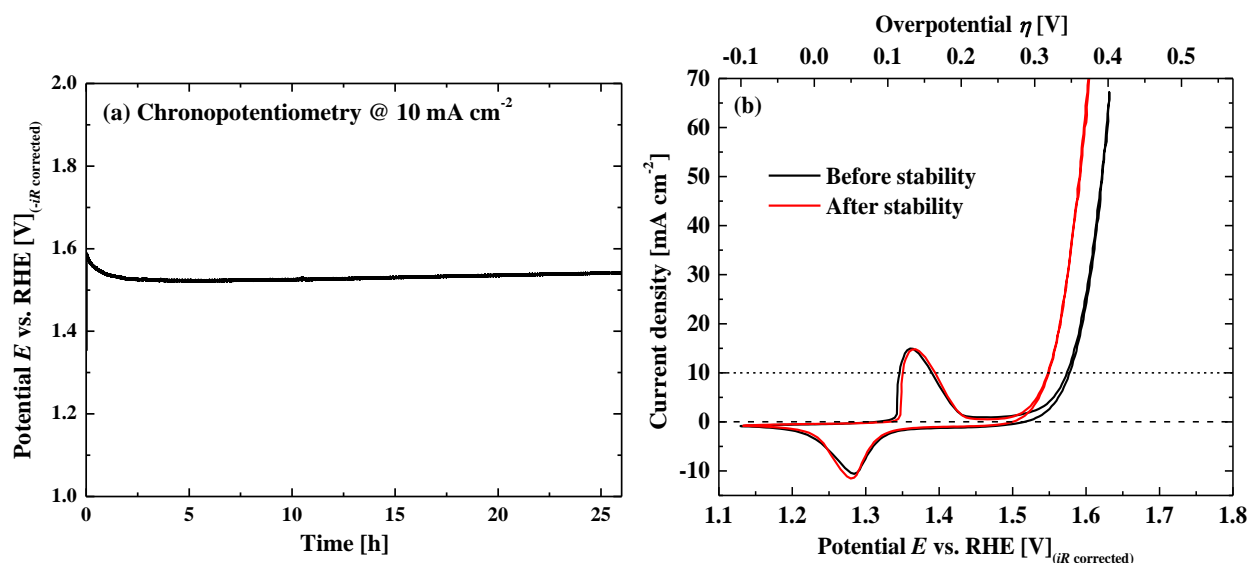 (a) Chronopotentiometry @ 10 mA cm-2
2.0
1.8
1.6
1.4
1.2
1.0
Potential E vs. RHE [V](-iR corrected)
0 5 10 15 20 25
Time [h]
Overpotential η [V]
-0.1 0.0 0.1 0.2 0.3 0.4 0.5
(b)
70
60
50
40
30
20
10
0
-10
Current density [mA cm-2]
Before stability
After stability
1.1 1.2 1.3 1.4 1.5 1.6 1.7 1.8
Potential E vs. RHE [V](iR corrected)